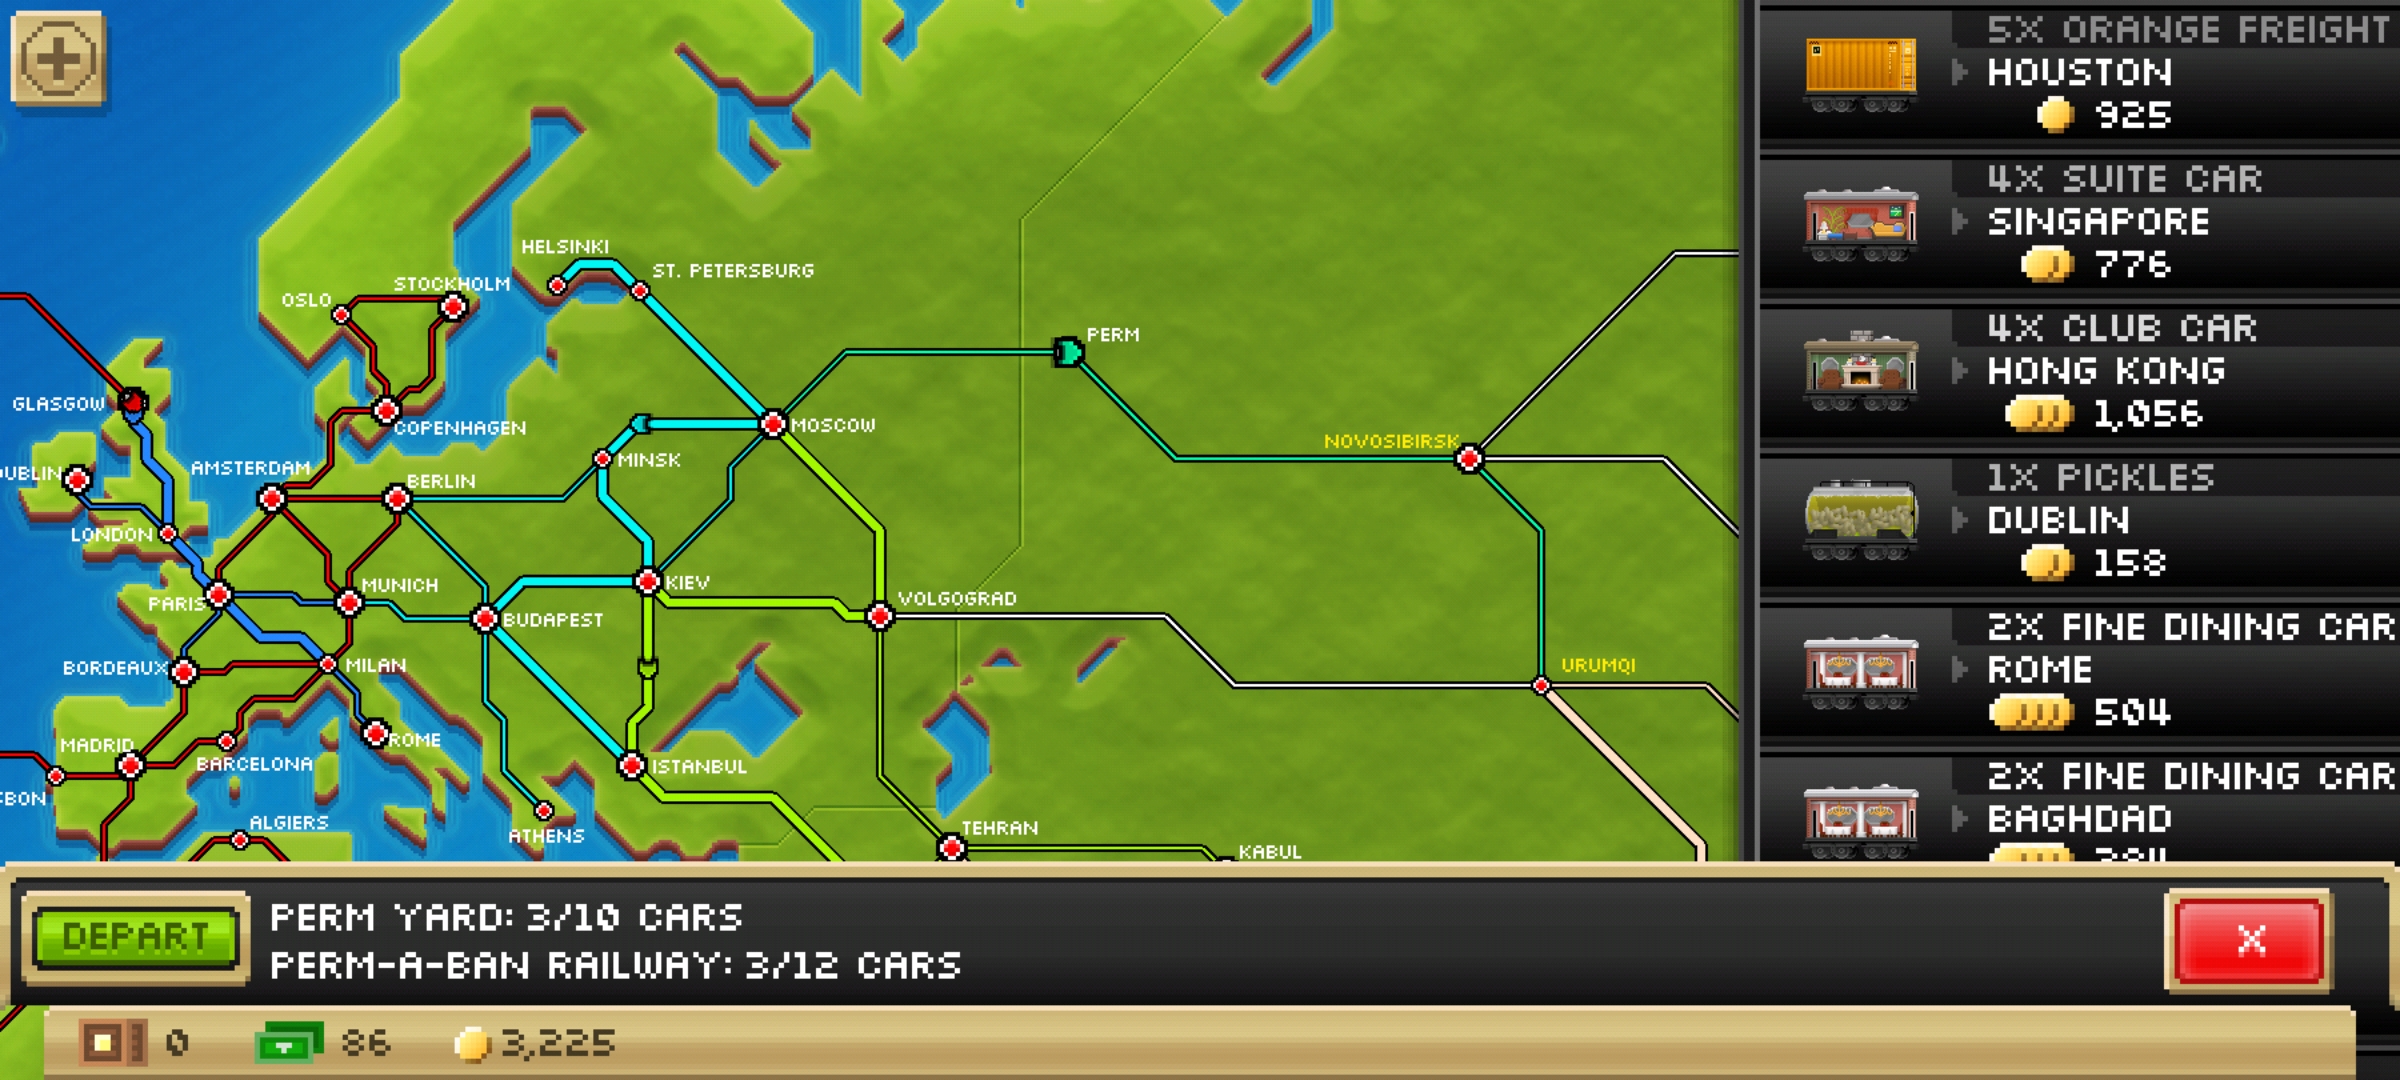 HELSINKI
ST. PETERSBURG
STOCKHOLM
OSLO
PERM
GLASGOW
COPENHAGEN
MOSCOW
NOVOSIBIRSK
MINSK
AMSTERDAM
UBLIN
BERLIN
LONDON
KIEV
MUNICH
PARIS
VOLGOGRAD
BUDAPEST
BORDEAUX
MILAN
URUMQI
MADRID
ROME
BARCELONA
ISTANBUL
BON
ALGIERS
ATHENS
TEHRAN
KABUL
5X ORANGE FREIGHT
HOUSTON
925
4X SUITE CAR
SINGAPORE
776
4X CLUB CAR
HONG KONG
1,056
1X PICKLES
DUBLIN
158
2X FINE DINING CAR
ROME
504
2X FINE DINING CAR
BAGHDAD
DEPART
PERM YARD: 3/10 CARS
PERM-A-BAN RAILWAY: 3/12 CARS
X
0
86
3,225